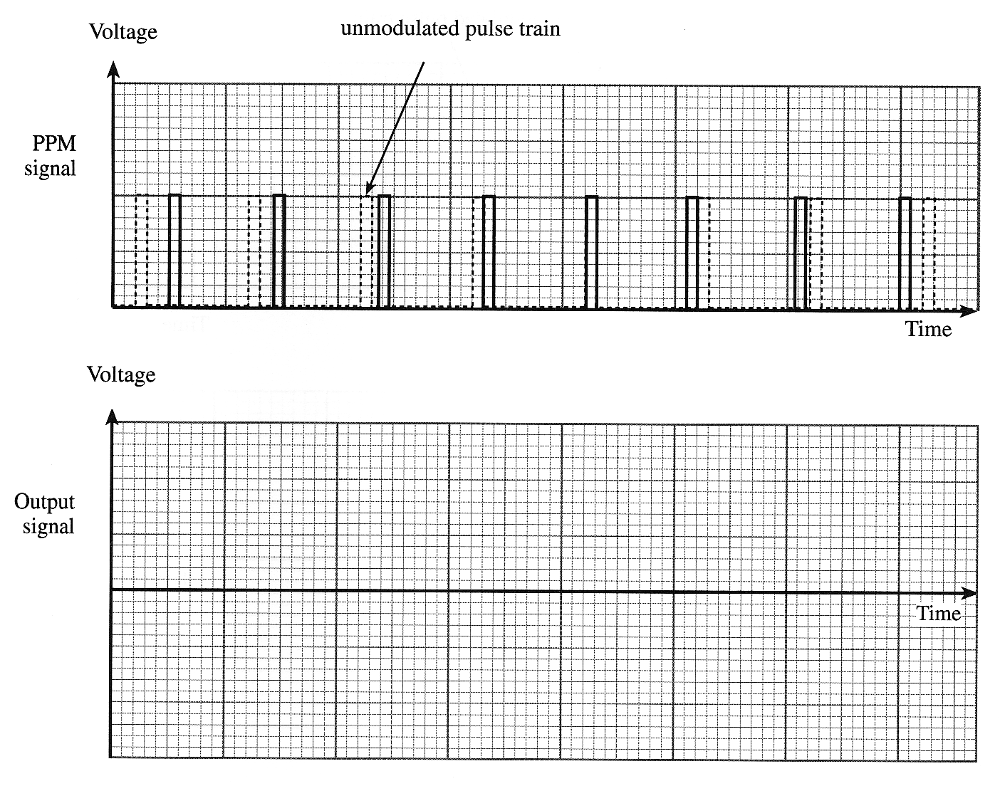 Voltage
unmodulated pulse train
PPM
signal
Time
Voltage
Output
signal
Time